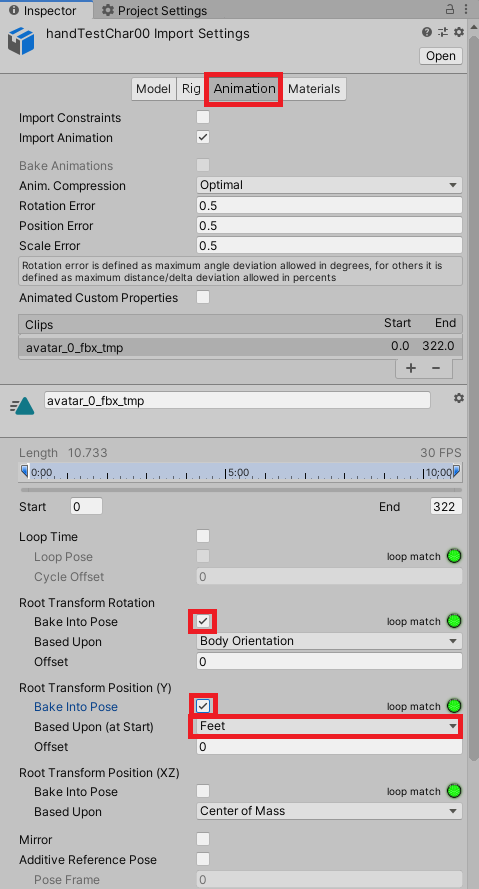 Inspector Project Settings
handTestChar00 Import Settings
Open
Model Rig Animation Materials
Import Constraints
Import Animation
Bake Animations
Anim. Compression Optimal
Rotation Error 0.5
Position Error 0.5
Scale Error 0.5
Rotation error is defined as maximum angle deviation allowed in degrees, for others it is
defined as maximum distance/delta deviation allowed in percents
Animated Custom Properties
Clips Start End
avatar_0_fbx_tmp 0.0 322.0
+ −
avatar_0_fbx_tmp
Length 10.733 30 FPS
0:00 5:00 10:00
Start 0 End 322
Loop Time
Loop Pose loop match
Cycle Offset 0
Root Transform Rotation
Bake Into Pose loop match
Based Upon Body Orientation
Offset 0
Root Transform Position (Y)
Bake Into Pose loop match
Based Upon (at Start) Feet
Offset 0
Root Transform Position (XZ)
Bake Into Pose loop match
Based Upon Center of Mass
Mirror
Additive Reference Pose
Pose Frame 0